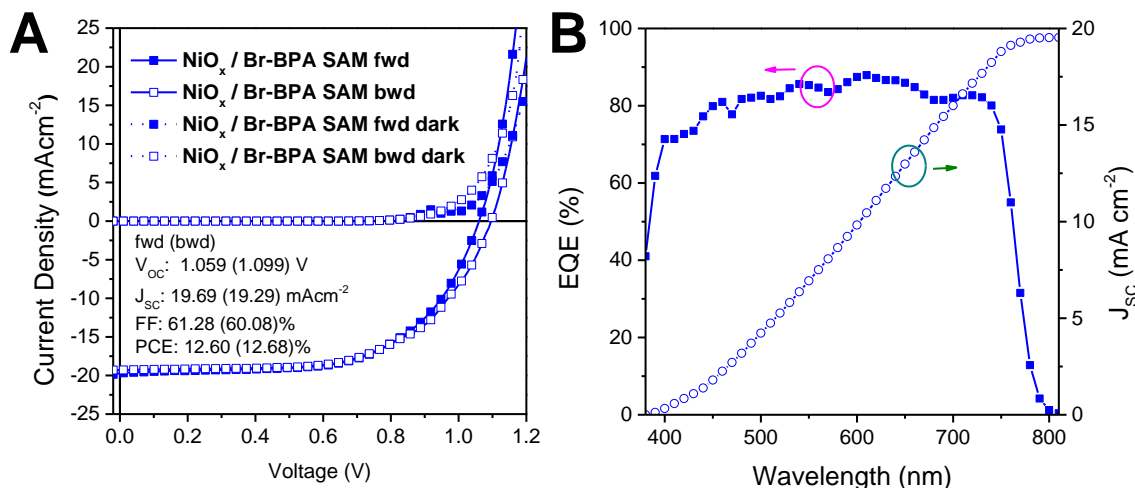 A
25
20
15
10
5
0
-5
-10
-15
-20
-25
Current Density (mAcm⁻²)
NiOₓ / Br-BPA SAM fwd
NiOₓ / Br-BPA SAM bwd
NiOₓ / Br-BPA SAM fwd dark
NiOₓ / Br-BPA SAM bwd dark
fwd (bwd)
V_OC: 1.059 (1.099) V
J_SC: 19.69 (19.29) mAcm⁻²
FF: 61.28 (60.08)%
PCE: 12.60 (12.68)%
0.0 0.2 0.4 0.6 0.8 1.0 1.2
Voltage (V)
B
100
80
60
40
20
0
EQE (%)
20
15
10
5
0
J_SC (mA cm⁻²)
400 500 600 700 800
Wavelength (nm)